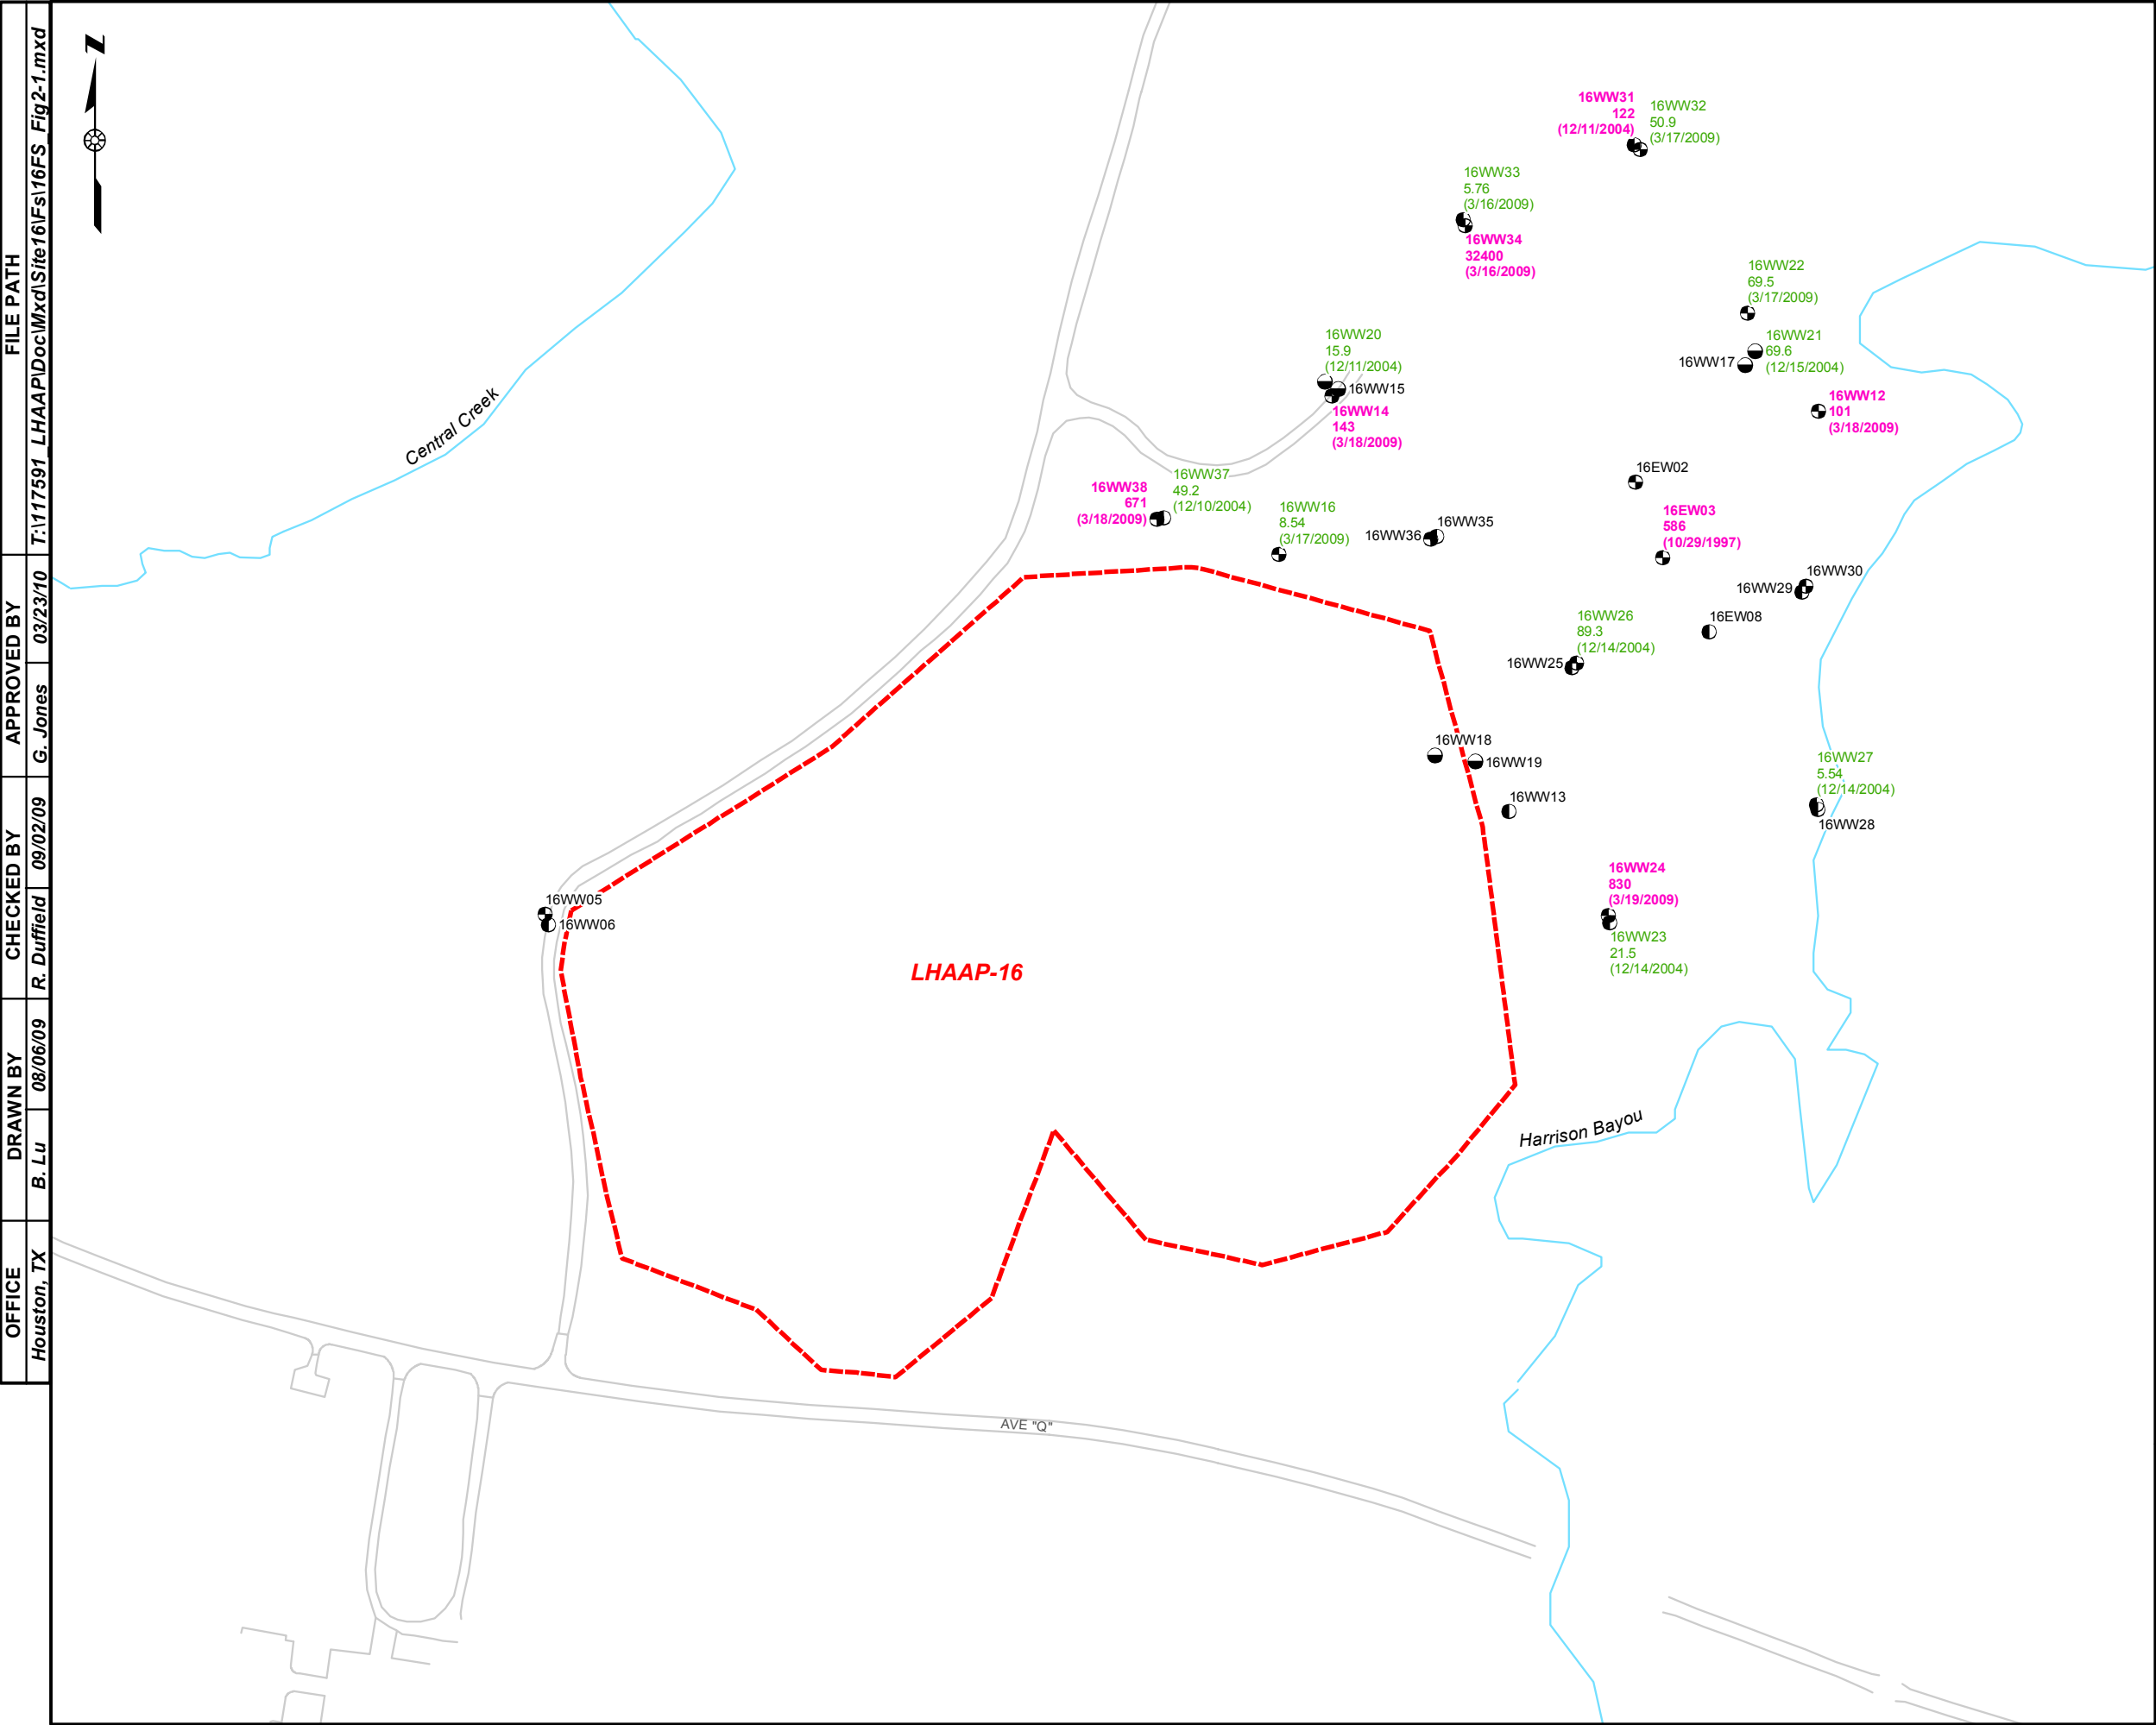 FILE PATH
T:\117591_LHAAP\Doc\Mxd\Site16\Fs\16FS_Fig2-1.mxd
APPROVED BY
G. Jones 03/23/10
CHECKED BY
R. Duffield 09/02/09
DRAWN BY
B. Lu 08/06/09
OFFICE
Houston, TX
N
16WW31
122
(12/11/2004)
16WW32
50.9
(3/17/2009)
16WW33
5.76
(3/16/2009)
16WW34
32400
(3/16/2009)
16WW22
69.5
(3/17/2009)
16WW21
69.6
(12/15/2004)
16WW17
16WW20
15.9
(12/11/2004)
16WW15
16WW14
143
(3/18/2009)
16WW12
101
(3/18/2009)
Central Creek
16WW38
671
(3/18/2009)
16WW37
49.2
(12/10/2004)
16WW16
8.54
(3/17/2009)
16WW36
16WW35
16EW02
16EW03
586
(10/29/1997)
16WW29
16WW30
16EW08
16WW26
89.3
(12/14/2004)
16WW25
16WW18
16WW19
16WW13
16WW27
5.54
(12/14/2004)
16WW28
16WW24
830
(3/19/2009)
16WW23
21.5
(12/14/2004)
16WW05
16WW06
LHAAP-16
Harrison Bayou
AVE "Q"